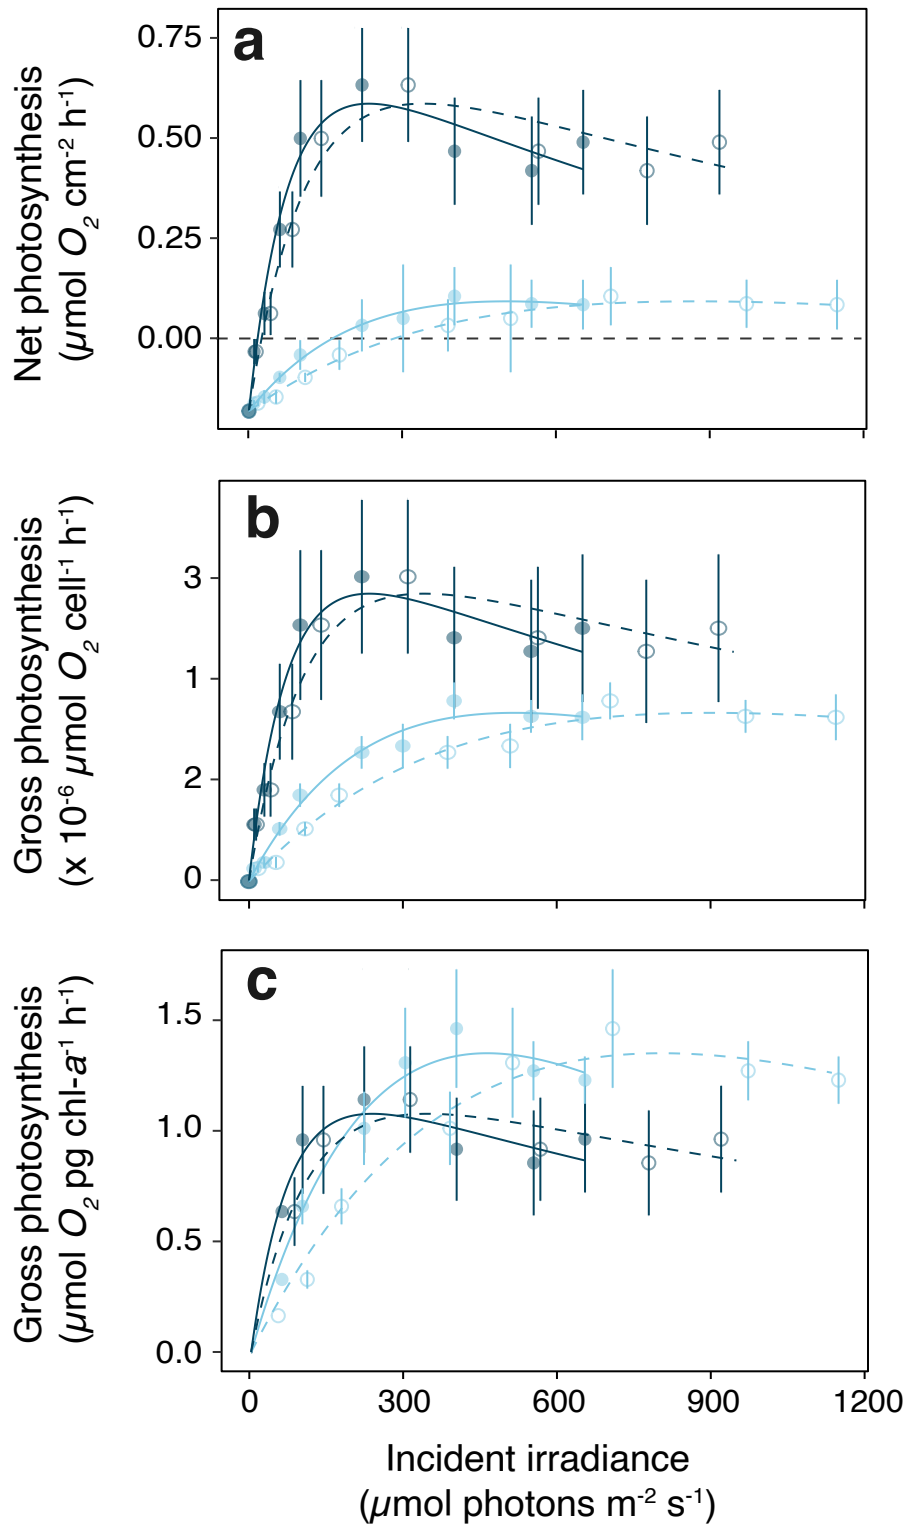 a
Net photosynthesis
(µmol O₂ cm⁻² h⁻¹)
0.75
0.50
0.25
0.00
b
Gross photosynthesis
(x 10⁻⁶ µmol O₂ cell⁻¹ h⁻¹)
3
1
2
0
c
Gross photosynthesis
(µmol O₂ pg chl-a⁻¹ h⁻¹)
1.5
1.0
0.5
0.0
0 300 600 900 1200
Incident irradiance
(µmol photons m⁻² s⁻¹)